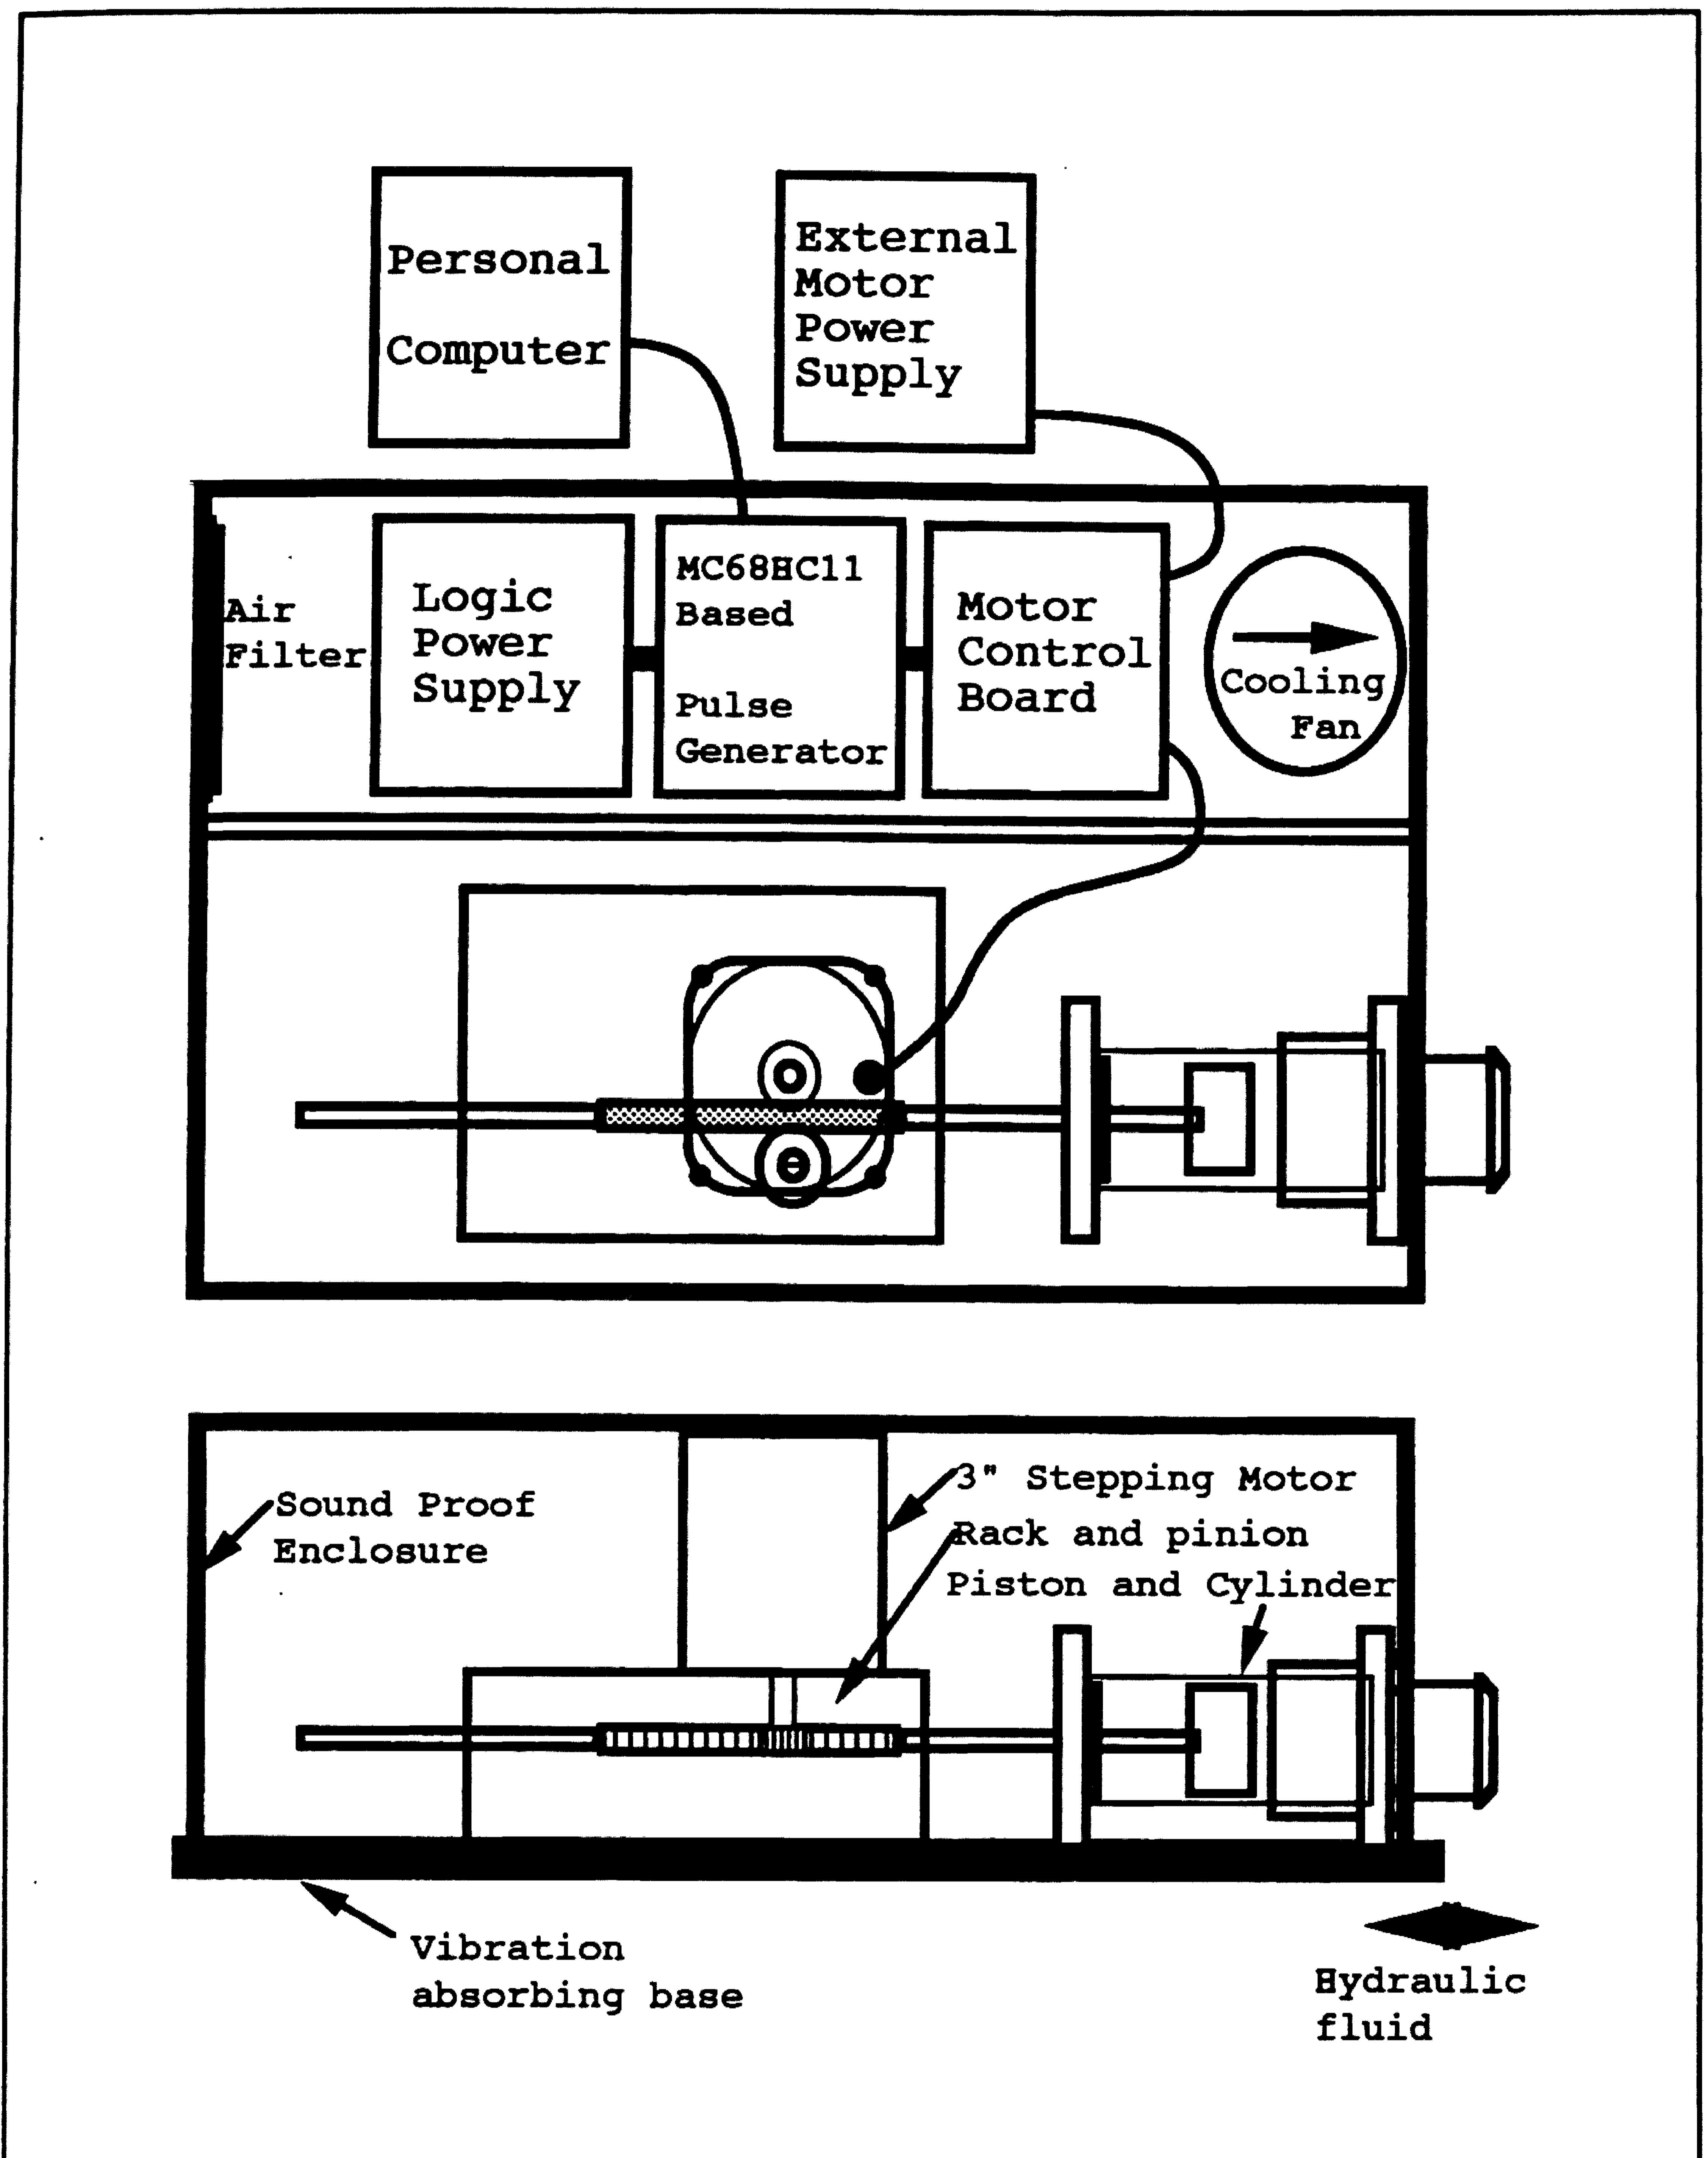 Personal
Computer
External
Motor
Power
Supply
Air
Filter
Logic
Power
Supply
MC68HC11
Based
Pulse
Generator
Motor
Control
Board
Cooling
Fan
3" Stepping Motor
Rack and pinion
Piston and Cylinder
Sound Proof
Enclosure
Vibration
absorbing base
Hydraulic
fluid